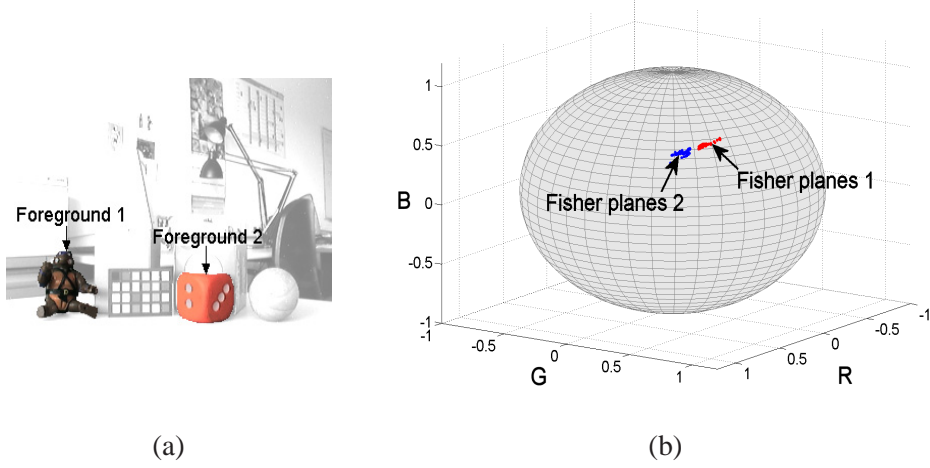 Foreground 1
Foreground 2
(a)
B
1
0.5
0
-0.5
-1
Fisher planes 1
Fisher planes 2
-1
-0.5
0
0.5
1
G
1
0.5
0
-0.5
-1
R
(b)